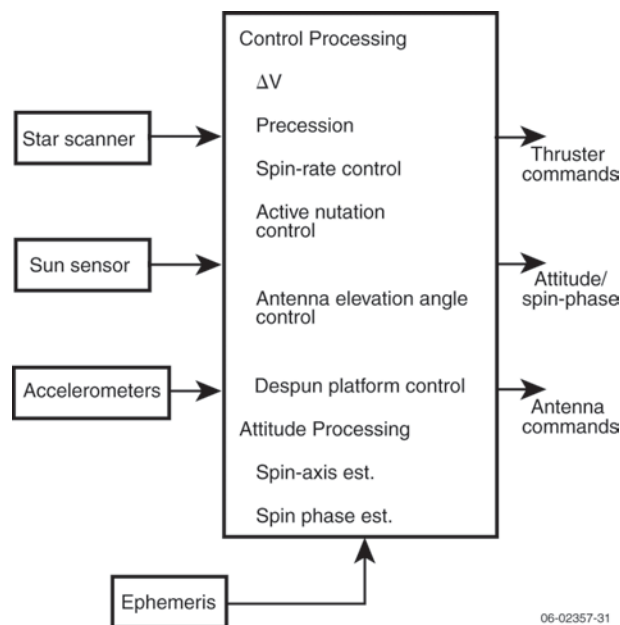 Control Processing
ΔV
Precession
Spin-rate control
Active nutation
control
Antenna elevation angle
control
Despun platform control
Attitude Processing
Spin-axis est.
Spin phase est.
Star scanner
Sun sensor
Accelerometers
Ephemeris
Thruster
commands
Attitude/
spin-phase
Antenna
commands
06-02357-31